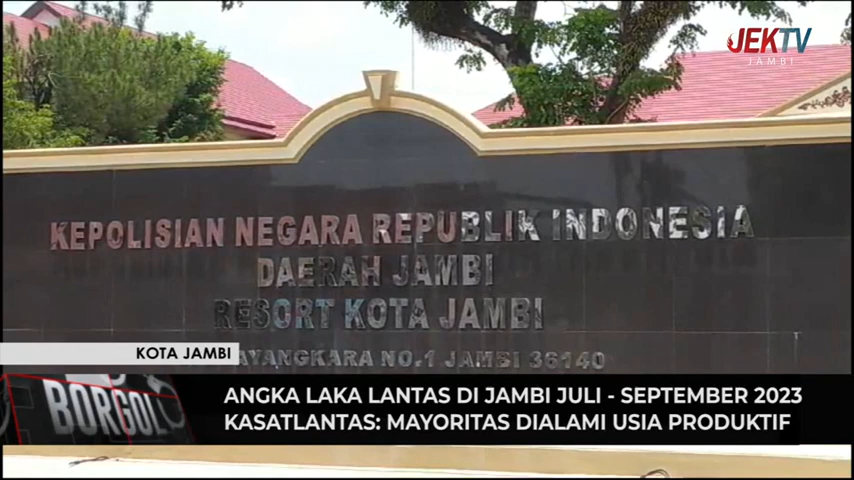 JEKTV
JAMBI
KEPOLISIAN NEGARA REPUBLIK INDONESIA
DAERAH JAMBI
RESORT KOTA JAMBI
NO.1 JAMBI 36140
KOTA JAMBI
BORGOL
ANGKA LAKA LANTAS DI JAMBI JULI - SEPTEMBER 2023
KASATLANTAS: MAYORITAS DIALAMI USIA PRODUKTIF